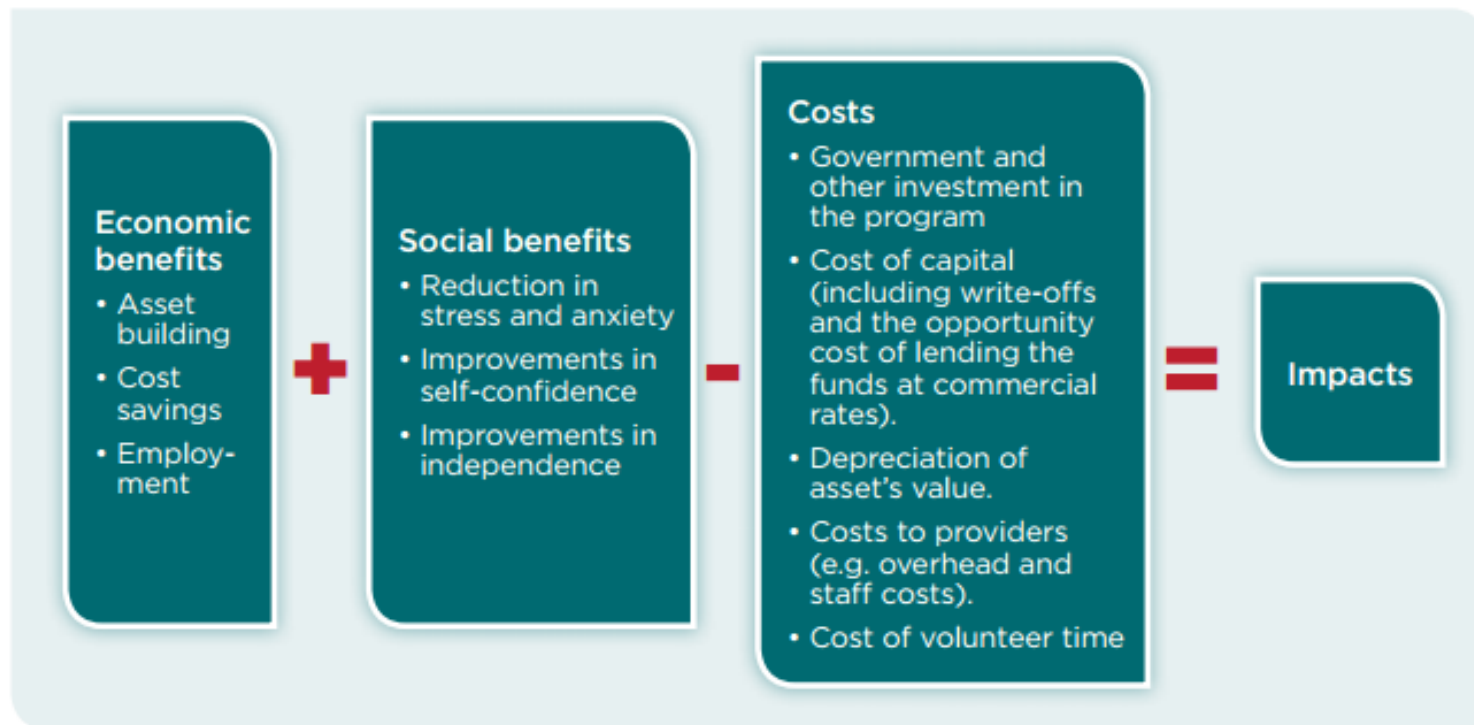 Economic
benefits
• Asset
building
• Cost
savings
• Employ-
ment
+
Social benefits
• Reduction in
stress and anxiety
• Improvements in
self-confidence
• Improvements in
independence
-
Costs
• Government and
other investment in
the program
• Cost of capital
(including write-offs
and the opportunity
cost of lending the
funds at commercial
rates).
• Depreciation of
asset’s value.
• Costs to providers
(e.g. overhead and
staff costs).
• Cost of volunteer time
=
Impacts